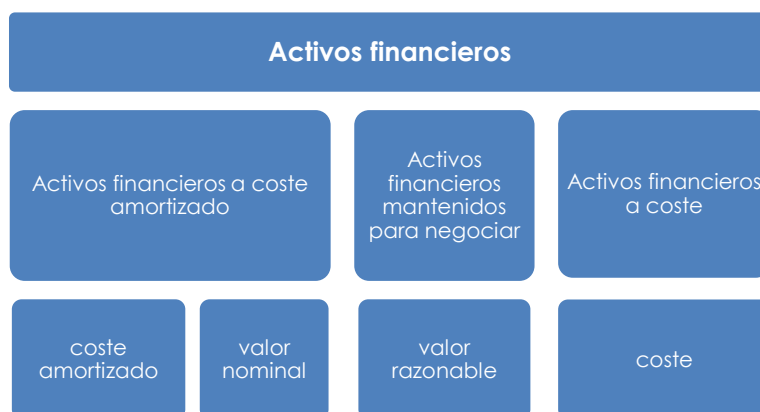 Activos financieros
Activos financieros a coste
amortizado
Activos
financieros
mantenidos
para negociar
Activos financieros
a coste
coste
amortizado
valor
nominal
valor
razonable
coste